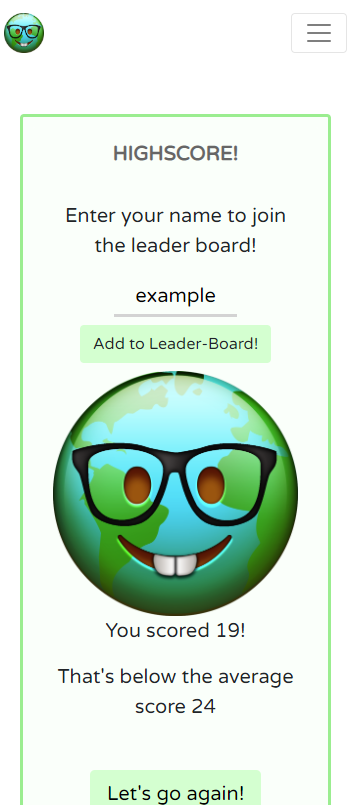 HIGHSCORE!
Enter your name to join
the leader board!
example
Add to Leader-Board!
You scored 19!
That's below the average
score 24
Let's go again!